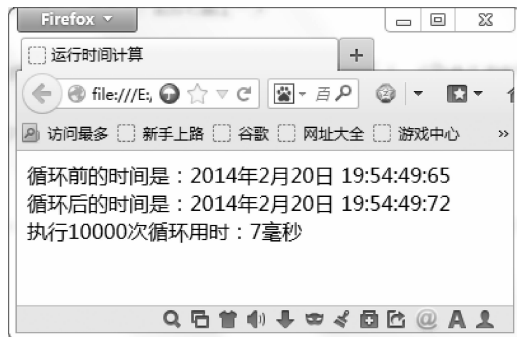 Firefox
运行时间计算
file:///E:
百
访问最多 新手上路 谷歌 网址大全 游戏中心 »
循环前的时间是：2014年2月20日 19:54:49:65
循环后的时间是：2014年2月20日 19:54:49:72
执行10000次循环用时：7毫秒